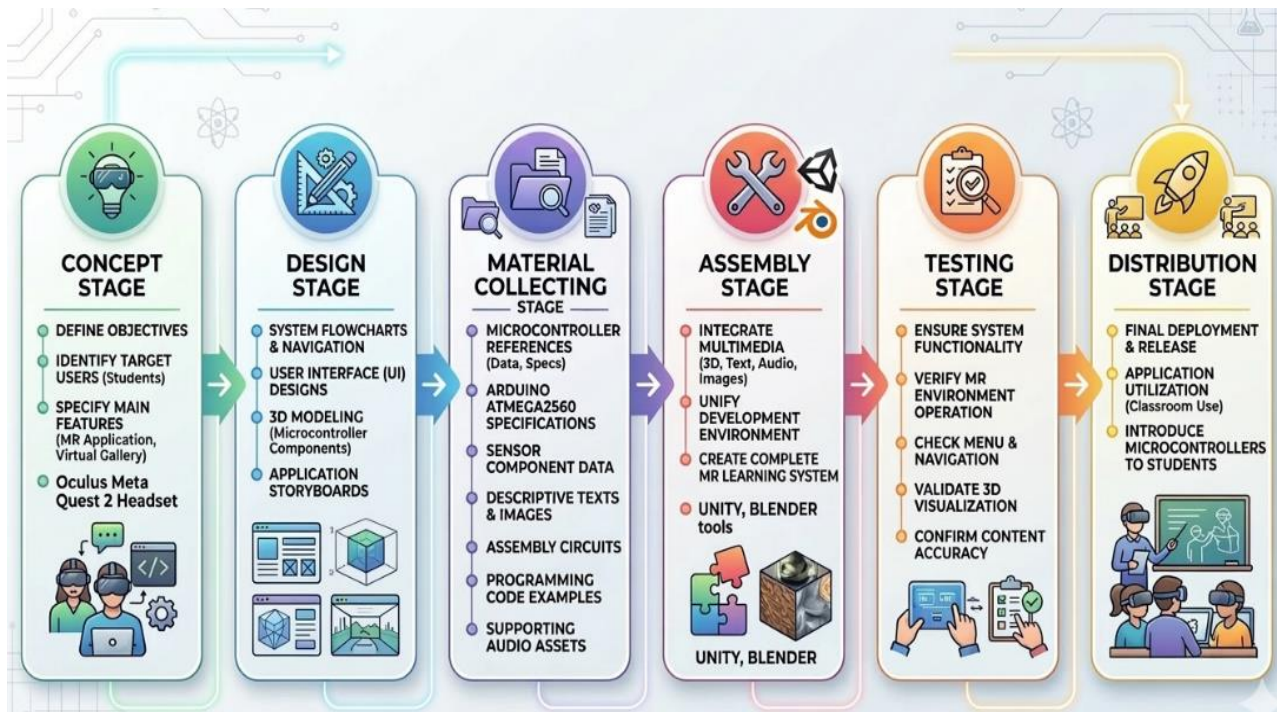 CONCEPT
STAGE
DEFINE OBJECTIVES
IDENTIFY TARGET
USERS (Students)
SPECIFY MAIN
FEATURES
(MR Application,
Virtual Gallery)
Oculus Meta
Quest 2 Headset
</>
DESIGN
STAGE
SYSTEM FLOWCHARTS
& NAVIGATION
USER INTERFACE (UI)
DESIGNS
3D MODELING
(Microcontroller
Components)
APPLICATION
STORYBOARDS
MATERIAL
COLLECTING
STAGE
MICROCONTROLLER
REFERENCES
(Data, Specs)
ARDUINO
ATMEGA2560
SPECIFICATIONS
SENSOR
COMPONENT DATA
DESCRIPTIVE TEXTS
& IMAGES
ASSEMBLY CIRCUITS
PROGRAMMING
CODE EXAMPLES
SUPPORTING
AUDIO ASSETS
ASSEMBLY
STAGE
INTEGRATE
MULTIMEDIA
(3D, Text, Audio,
Images)
UNIFY
DEVELOPMENT
ENVIRONMENT
CREATE COMPLETE
MR LEARNING SYSTEM
UNITY, BLENDER
tools
UNITY, BLENDER
TESTING
STAGE
ENSURE SYSTEM
FUNCTIONALITY
VERIFY MR
ENVIRONMENT
OPERATION
CHECK MENU &
NAVIGATION
VALIDATE 3D
VISUALIZATION
CONFIRM CONTENT
ACCURACY
DISTRIBUTION
STAGE
FINAL DEPLOYMENT
& RELEASE
APPLICATION
UTILIZATION
(Classroom Use)
INTRODUCE
MICROCONTROLLERS
TO STUDENTS